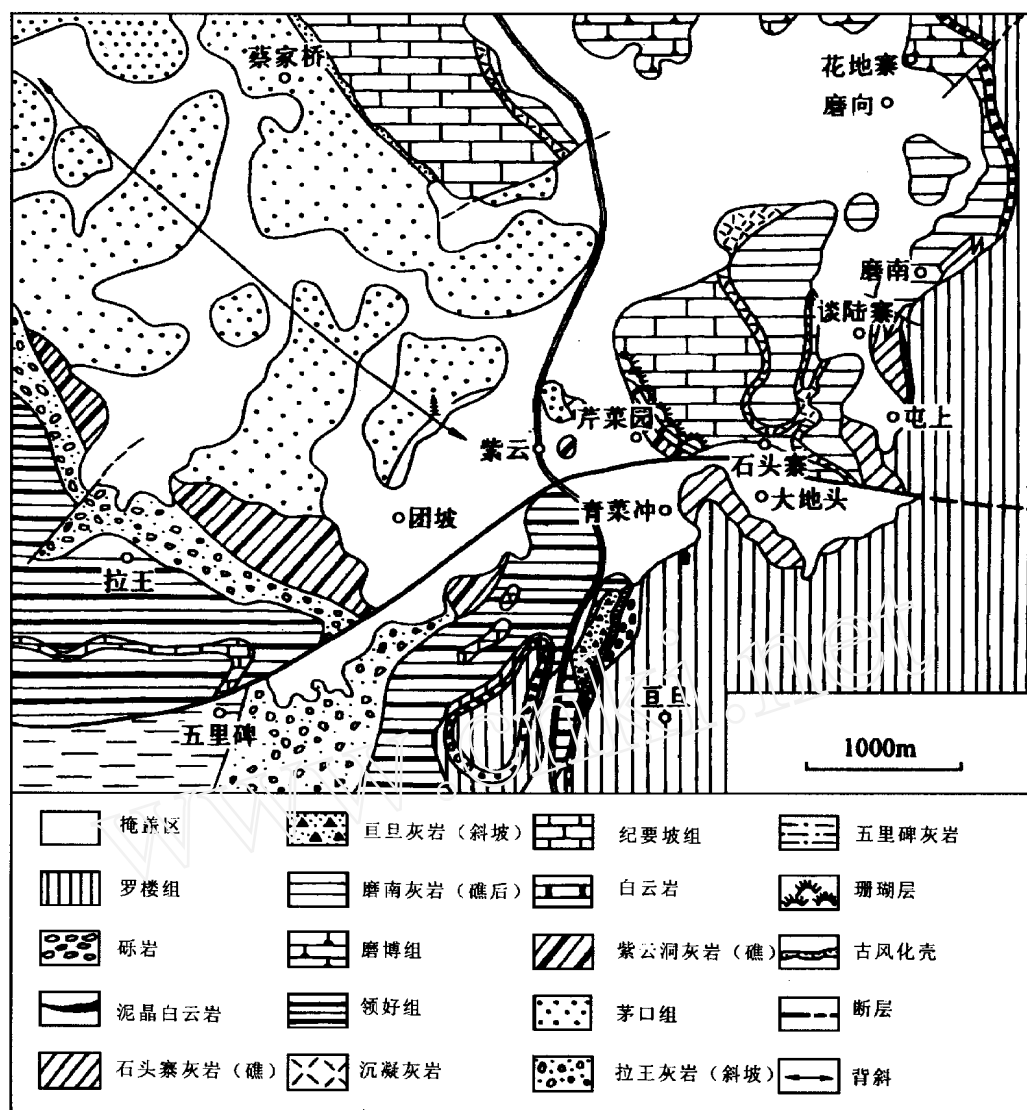 蔡家桥
花地寨
磨向
磨南
谈陆寨
芹菜园
屯上
紫云
石头寨
大地头
团坡
青菜冲
拉王
亘旦
五里碑
1000m
www.cnki.net
掩盖区
亘旦灰岩（斜坡）
纪要坡组
五里碑灰岩
罗楼组
磨南灰岩（礁后）
白云岩
珊瑚层
砾岩
磨博组
紫云洞灰岩（礁）
古风化壳
泥晶白云岩
领好组
茅口组
断层
石头寨灰岩（礁）
沉凝灰岩
拉王灰岩（斜坡）
背斜